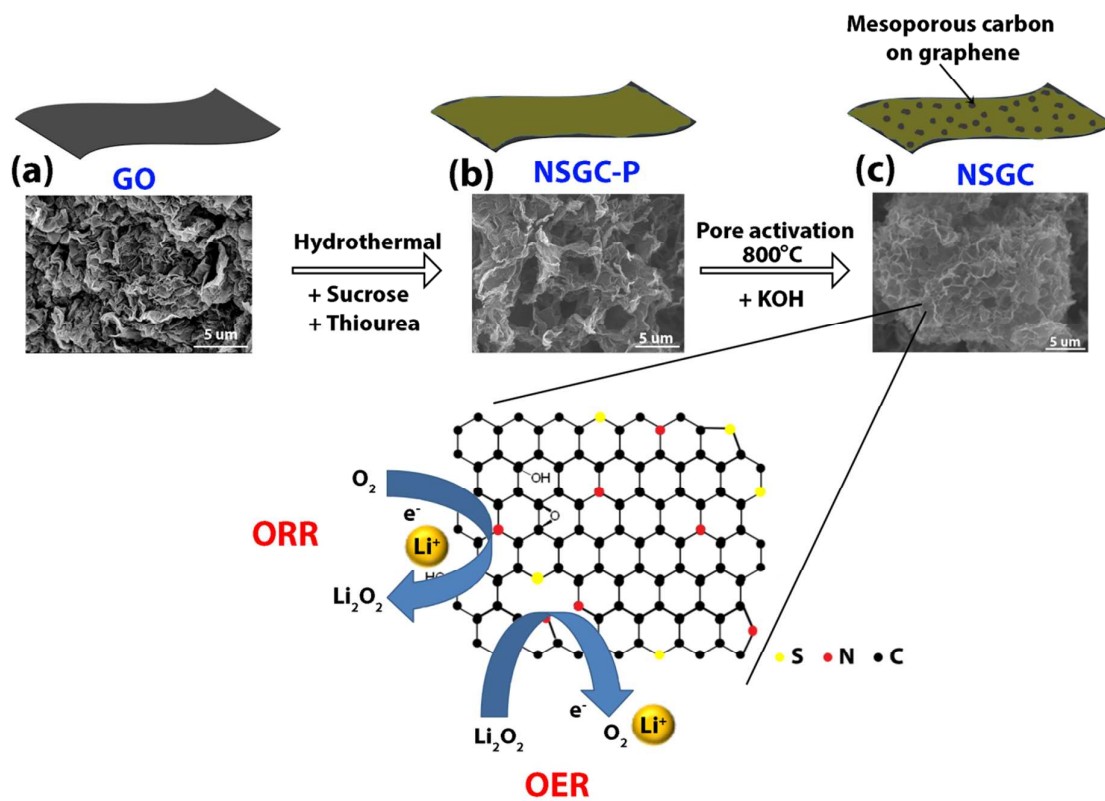 Mesoporous carbon
on graphene
(a)
GO
(b)
NSGC-P
(c)
NSGC
5 um
Hydrothermal
+ Sucrose
+ Thiourea
5 um
Pore activation
800°C
+ KOH
5 um
O₂
OH
O
e⁻
ORR
Li⁺
HO
Li₂O₂
S
N
C
e⁻
Li₂O₂
O₂
Li⁺
OER